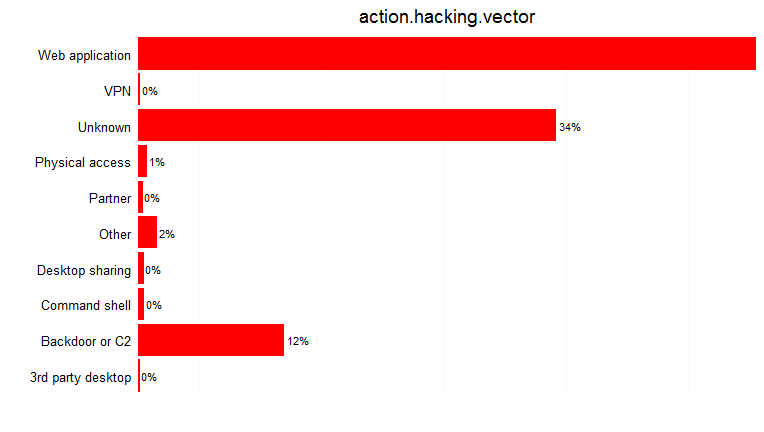 action.hacking.vector
Web application
VPN 0%
Unknown 34%
Physical access 1%
Partner 0%
Other 2%
Desktop sharing 0%
Command shell 0%
Backdoor or C2 12%
3rd party desktop 0%